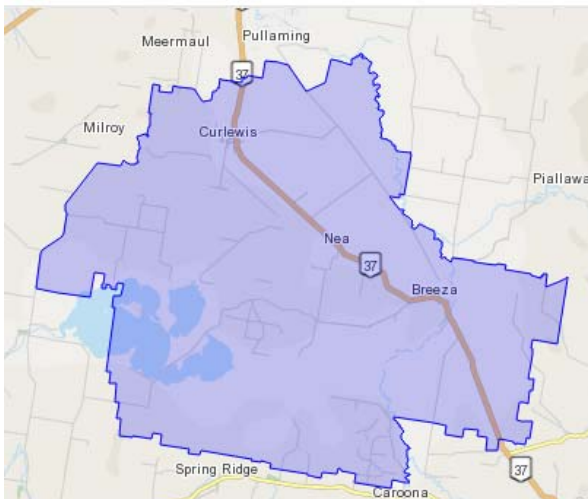 Pullaming
Meermaul
37
Milroy
Curlewis
Piallawa
Nea
37
Breeza
Spring Ridge
37
Caroona